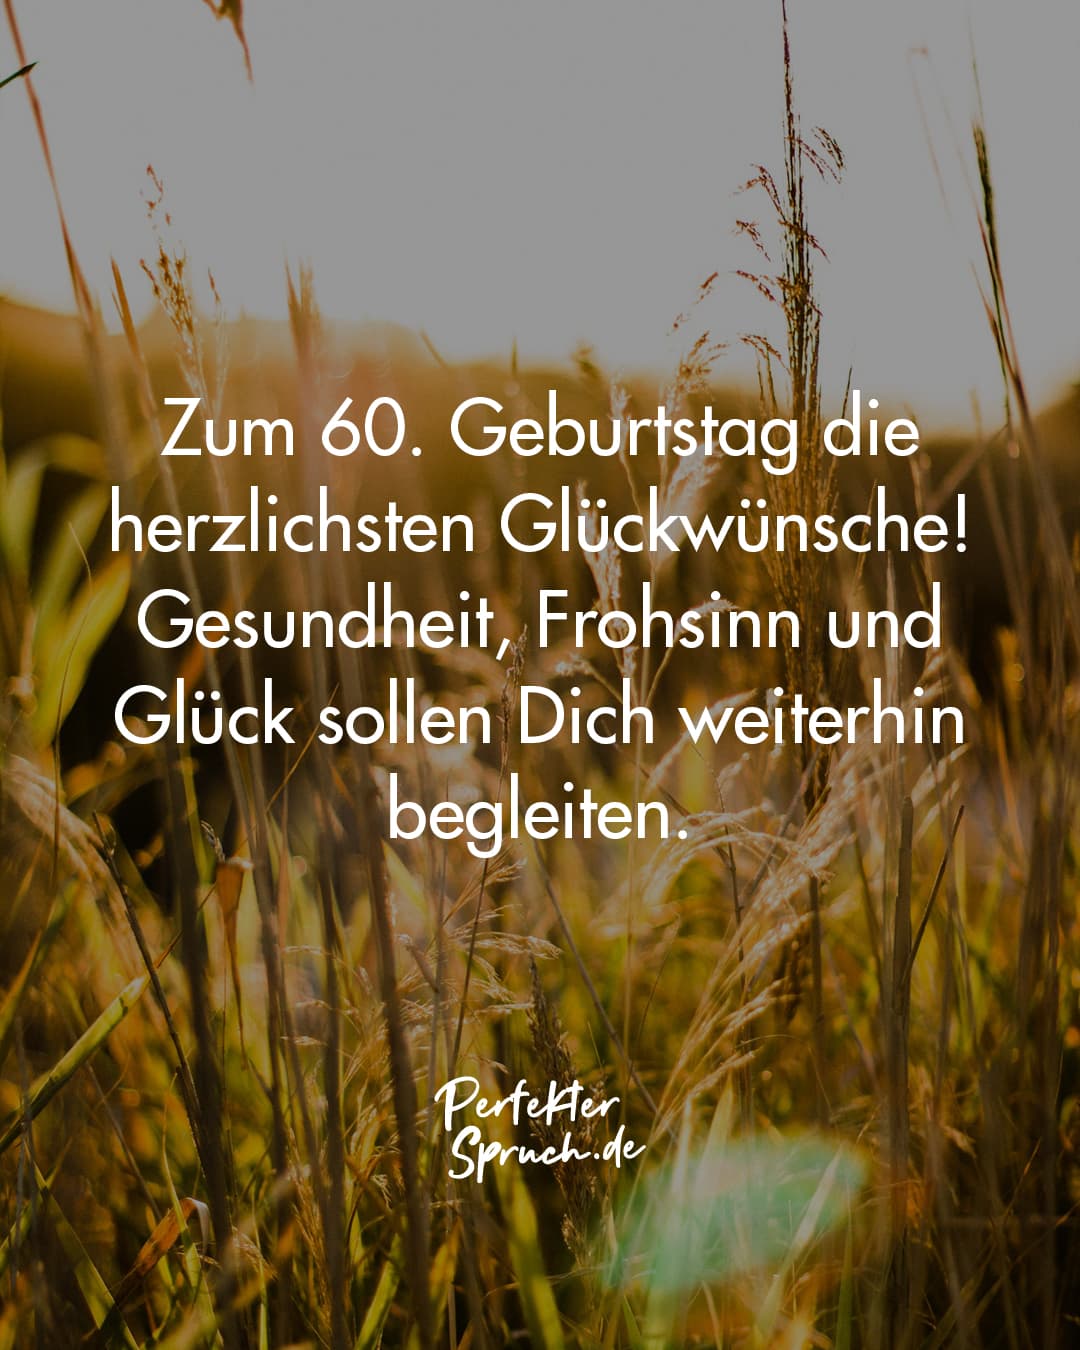 Zum 60. Geburtstag die
herzlichsten Glückwünsche!
Gesundheit, Frohsinn und
Glück sollen Dich weiterhin
begleiten.
Perfekter
Spruch.de